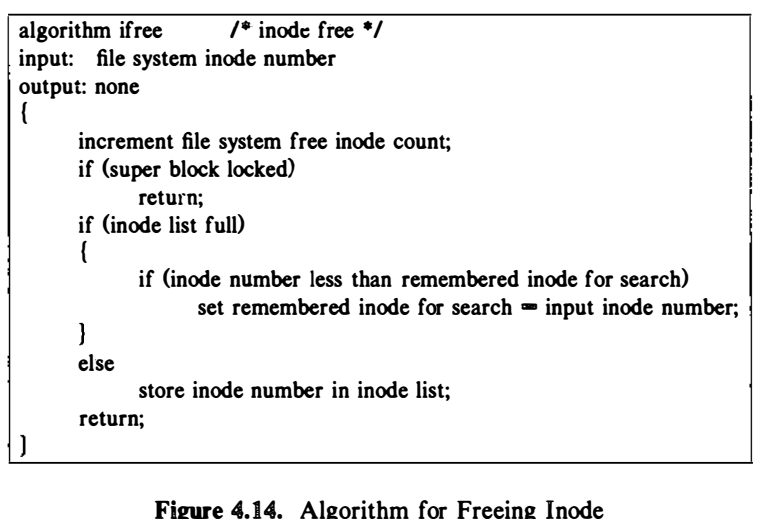 algorithm ifree /* inode free */
input: file system inode number
output: none
{
increment file system free inode count;
if (super block locked)
return;
if (inode list full)
{
if (inode number less than remembered inode for search)
set remembered inode for search = input inode number;
}
else
store inode number in inode list;
return;
}
Figure 4.14. Algorithm for Freeing Inode